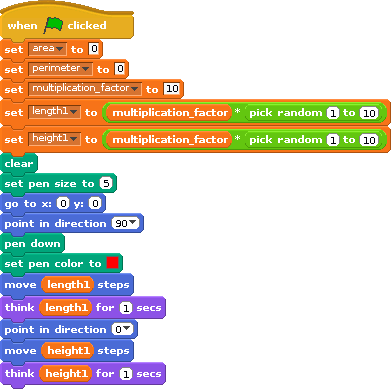 when clicked
set area to 0
set perimeter to 0
set multiplication_factor to 10
set length1 to multiplication_factor * pick random 1 to 10
set height1 to multiplication_factor * pick random 1 to 10
clear
set pen size to 5
go to x: 0 y: 0
point in direction 90
pen down
set pen color to
move length1 steps
think length1 for 1 secs
point in direction 0
move height1 steps
think height1 for 1 secs